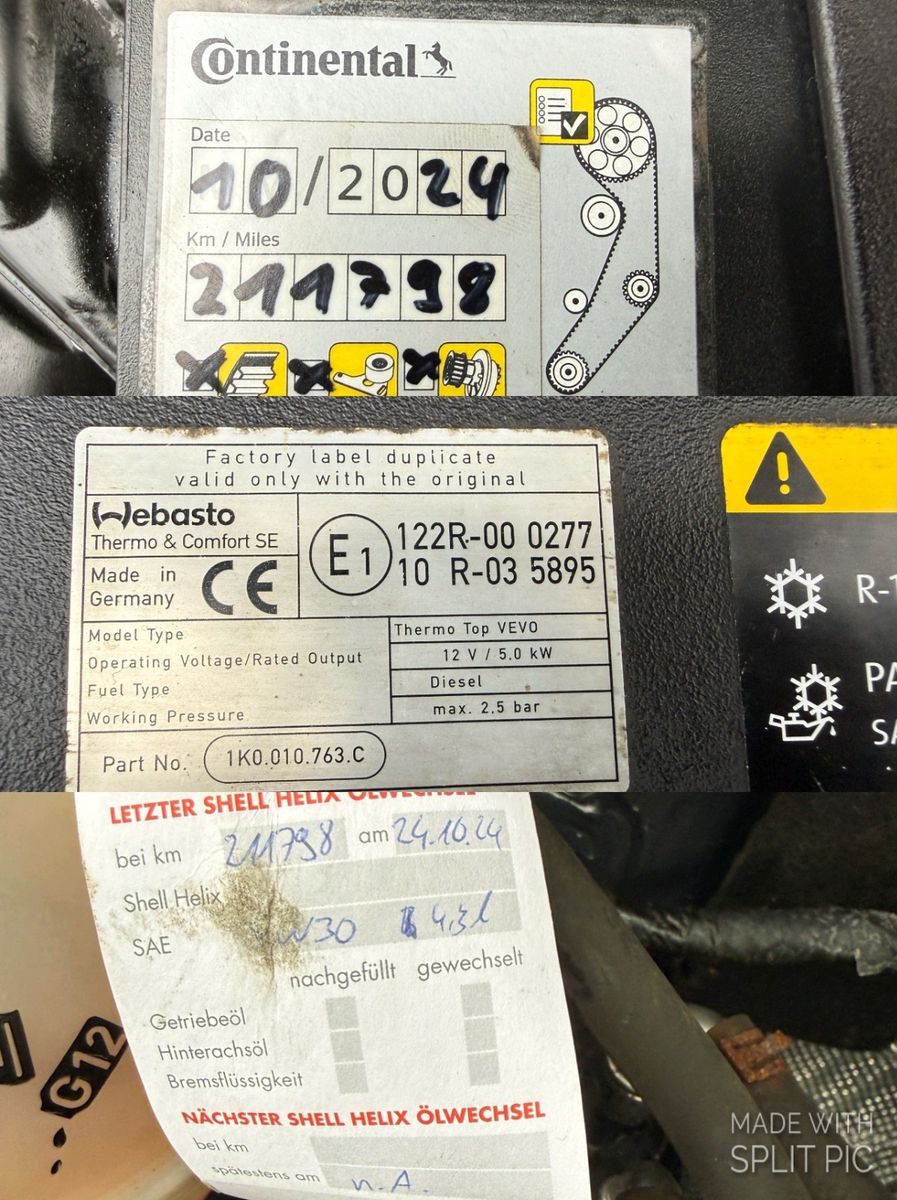 Continental
Date
10/2024
Km / Miles
211798
Factory label duplicate
valid only with the original
Webasto
Thermo & Comfort SE
Made in
Germany
CE
E1
122R-00 0277
10 R-03 5895
Model Type
Thermo Top VEVO
Operating Voltage/Rated Output
12 V / 5.0 kW
Fuel Type
Diesel
Working Pressure
max. 2,5 bar
Part No.
1K0.010.763.C
R-1
PA
SA
LETZTER SHELL HELIX ÖLWECHSEL
bei km 211798 am 24.10.24
Shell Helix
SAE W30 4,3l
nachgefüllt gewechselt
Getriebeöl
Hinterachsöl
Bremsflüssigkeit
NÄCHSTER SHELL HELIX ÖLWECHSEL
bei km
spätestens am n.A.
G12
MADE WITH
SPLIT PIC